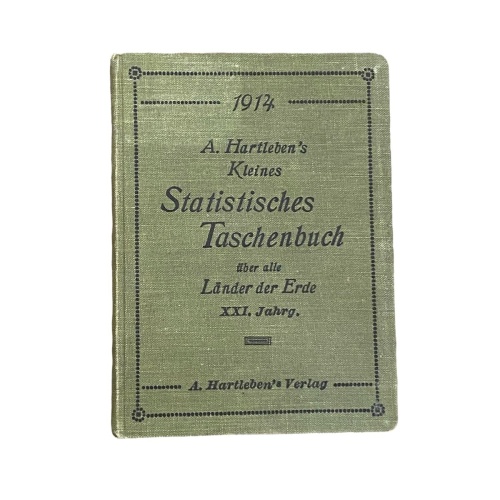 1914
A. Hartleben's
Kleines
Statistisches
Taschenbuch
über alle
Länder der Erde
XXI. Jahrg.
A. Hartleben's Verlag